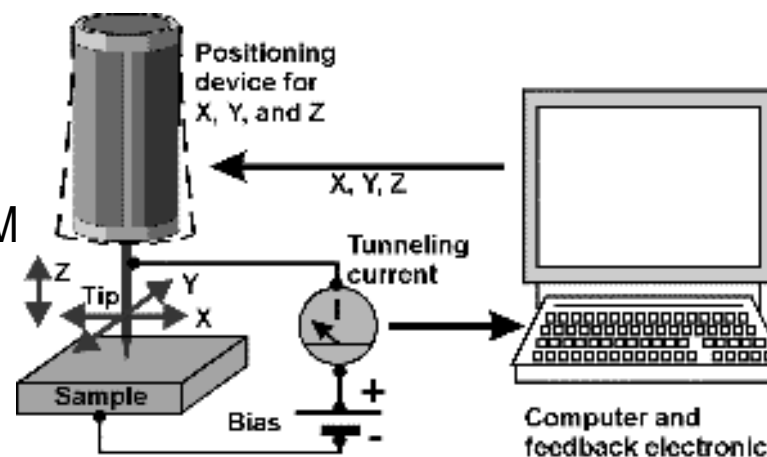 Positioning
device for
X, Y, and Z
X, Y, Z
M
Z
Tip
Y
X
Tunneling
current
I
Sample
Bias
+
-
Computer and
feedback electronic